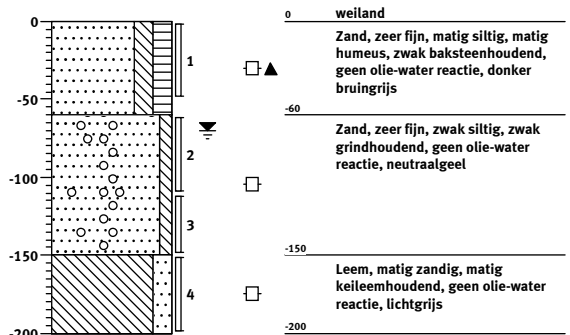 0
0
weiland
Zand, zeer fijn, matig siltig, matig
humeus, zwak baksteenhoudend,
geen olie-water reactie, donker
bruingrijs
1
-50
-60
Zand, zeer fijn, zwak siltig, zwak
grindhoudend, geen olie-water
reactie, neutraalgeel
2
-100
3
-150
-150
Leem, matig zandig, matig
keileemhoudend, geen olie-water
reactie, lichtgrijs
4
-200
-200